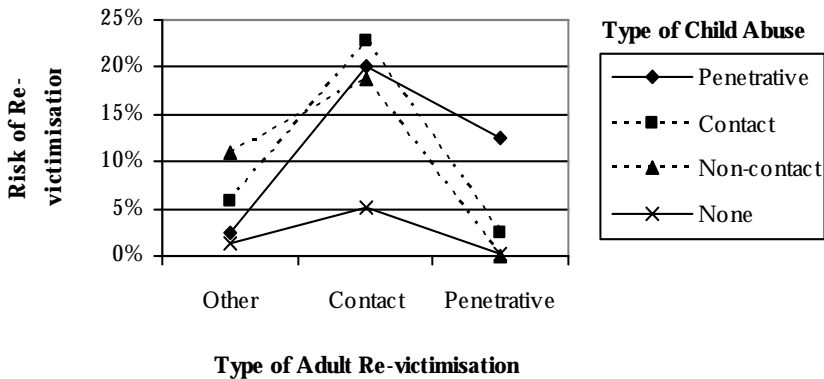 25%
20%
15%
10%
5%
0%
Risk of Re-
victimisation
Other
Contact
Penetrative
Type of Adult Re-victimisation
Type of Child Abuse
Penetrative
Contact
Non-contact
None